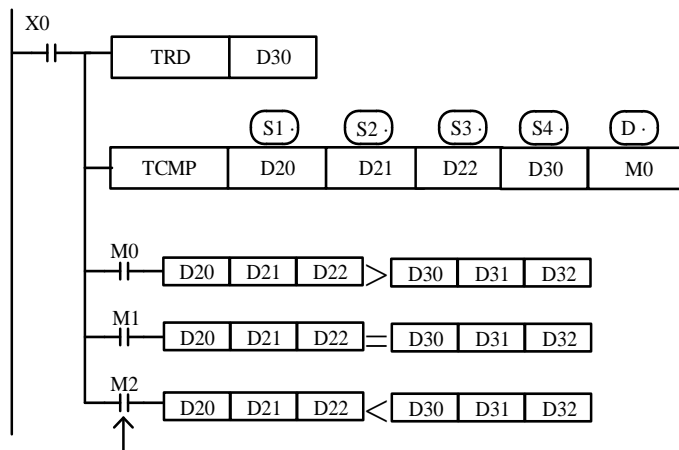 X0
TRD D30
S1· S2· S3· S4· D·
TCMP D20 D21 D22 D30 M0
M0
D20 D21 D22 > D30 D31 D32
M1
D20 D21 D22 = D30 D31 D32
M2
D20 D21 D22 < D30 D31 D32